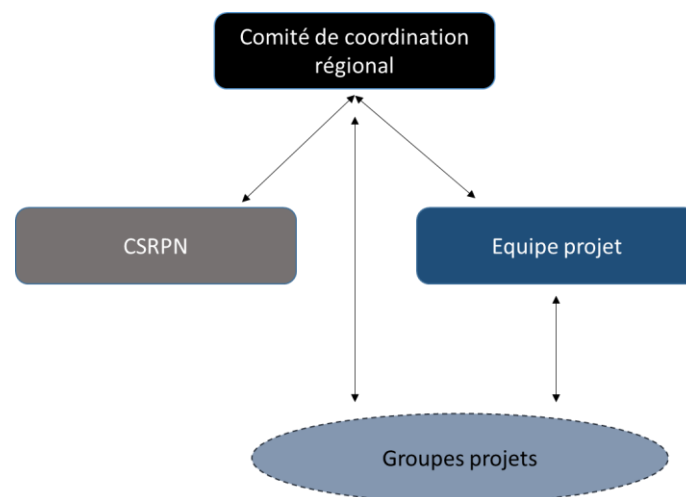 Comité de coordination
régional
CSRPN
Equipe projet
Groupes projets